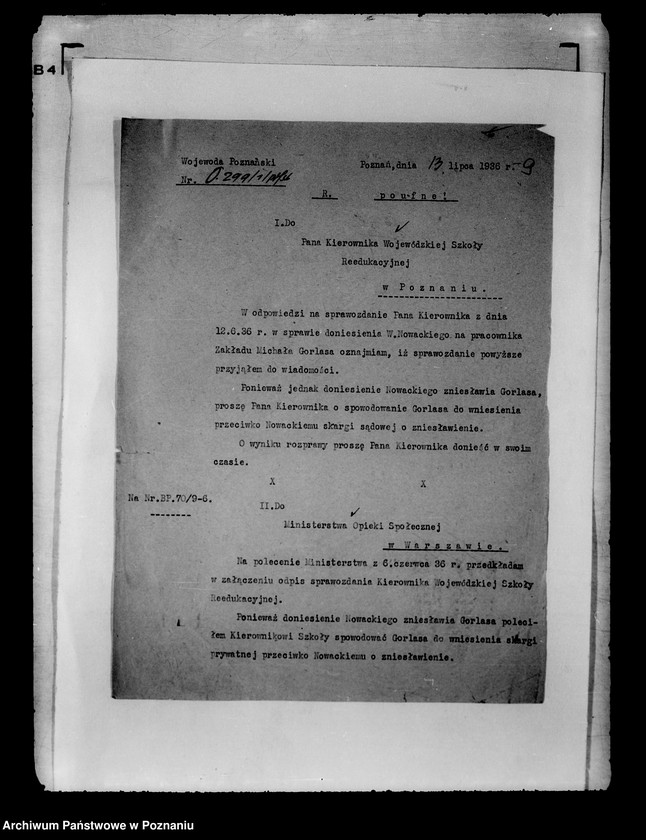 B4
Wojewoda Poznański
Poznań,dnia 13 lipca 1936 r. 9
Nr. 0.299/1/
R. poufne!
I.Do
Pana Kierownika Wojewódzkiej Szkoły
Reedukacyjnej
w Poznaniu.
W odpowiedzi na sprawozdanie Pana Kierownika z dnia
12.6.36 r. w sprawie doniesienia W.Nowackiego na pracownika
Zakładu Michała Gorlasa oznajmiam, iż sprawozdanie powyższe
przyjąłem do wiadomości.
Ponieważ jednak doniesienie Nowackiego zniesławia Gorlasa,
proszę Pana Kierownika o spowodowanie Gorlasa do wniesienia
przeciwko Nowackiemu skargi sądowej o zniesławienie.
O wyniku rozprawy proszę Pana Kierownika donieść w swoim
czasie.
X X
Na Nr.BP.70/9-6.
II.Do
Ministerstwa Opieki Społecznej
w Warszawie.
Na polecenie Ministerstwa z 6.czerwca 36 r. przedkładam
w załączeniu odpis sprawozdania Kierownika Wojewódzkiej Szkoły
Reedukacyjnej.
Ponieważ doniesienie Nowackiego zniesławia Gorlasa poleci-
łem Kierownikowi Szkoły spowodować Gorlasa do wniesienia skargi
prywatnej przeciwko Nowackiemu o zniesławienie.
Archiwum Państwowe w Poznaniu